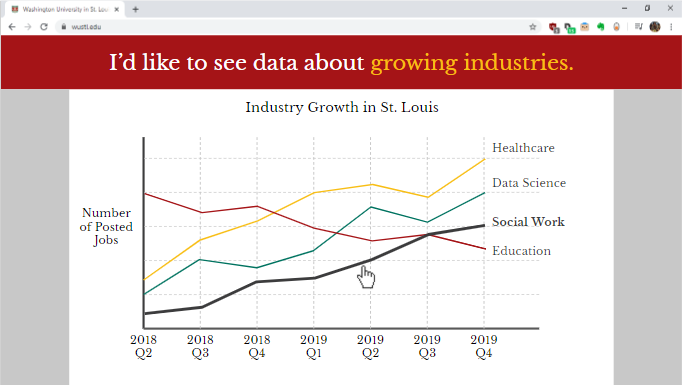 Washington University in St. Lou
wustl.edu
I'd like to see data about growing industries.
Industry Growth in St. Louis
Healthcare
Data Science
Social Work
Education
Number
of Posted
Jobs
2018 2018 2018 2019 2019 2019 2019
Q2 Q3 Q4 Q1 Q2 Q3 Q4